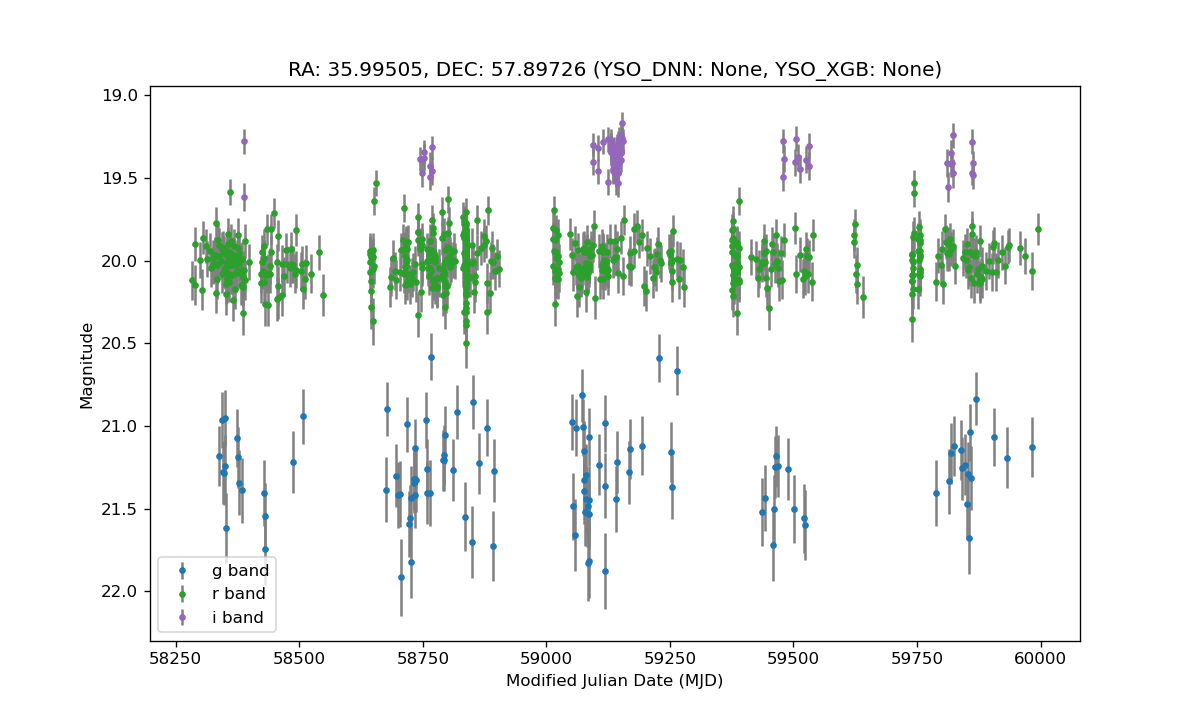 RA: 35.99505, DEC: 57.89726 (YSO_DNN: None, YSO_XGB: None)
19.0
19.5
20.0
20.5
21.0
21.5
22.0
Magnitude
g band
r band
i band
58250 58500 58750 59000 59250 59500 59750 60000
Modified Julian Date (MJD)